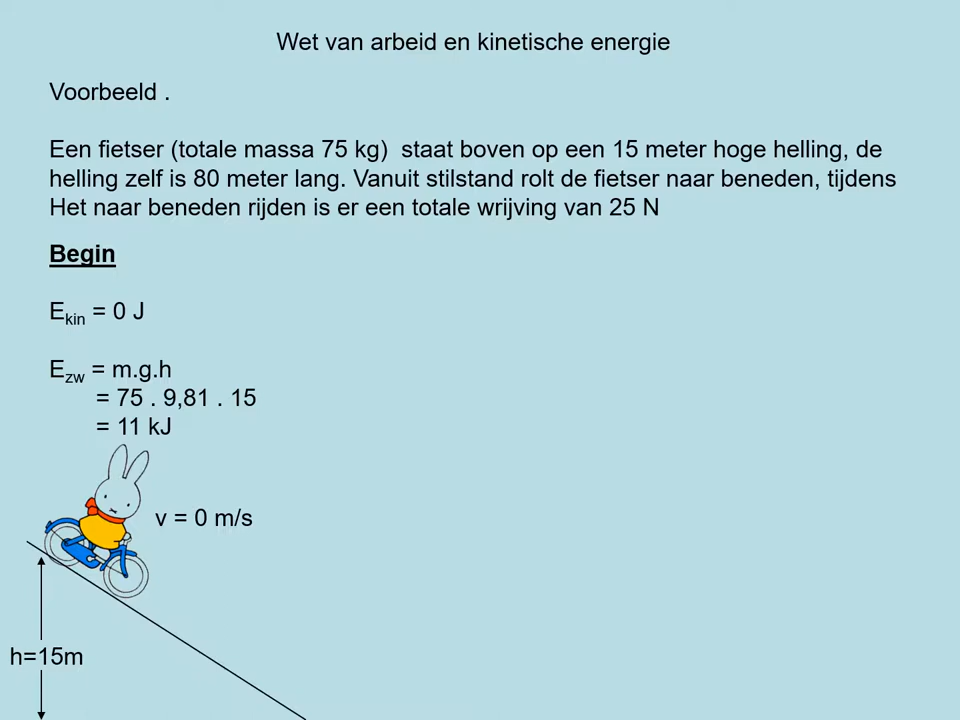 Wet van arbeid en kinetische energie
Voorbeeld .
Een fietser (totale massa 75 kg)  staat boven op een 15 meter hoge helling, de
helling zelf is 80 meter lang. Vanuit stilstand rolt de fietser naar beneden, tijdens
Het naar beneden rijden is er een totale wrijving van 25 N
Begin
Ekin = 0 J
Ezw = m.g.h
= 75 . 9,81 . 15
= 11 kJ
v = 0 m/s
h=15m